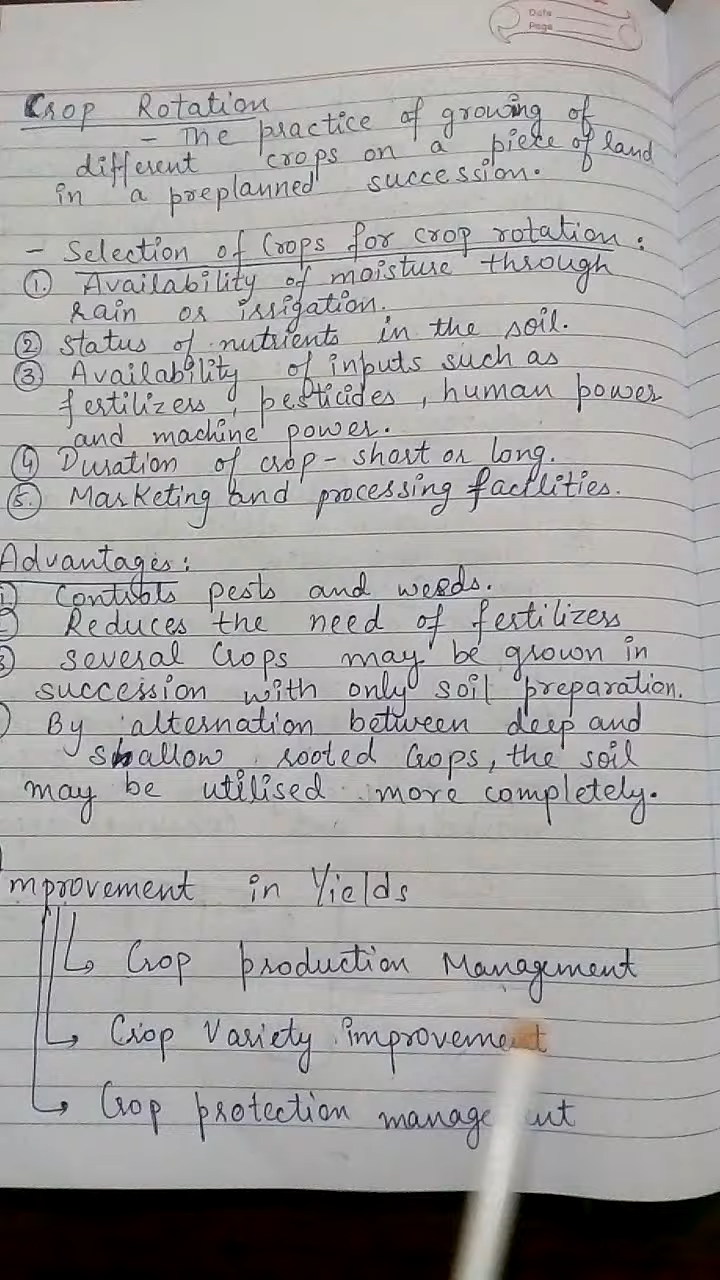 Date
Page
Crop Rotation
- The practice of growing of
different crops on a piece of land
in a preplanned succession.
- Selection of Crops for crop rotation:
1. Availability of moisture through
Rain or irrigation.
2 Status of nutrients in the soil.
3 Availability of inputs such as
fertilizers, pesticides, human power
and machine power.
4 Duration of crop - short or long.
5. Marketing and processing facilities.
Advantages:
1 Controls pests and weeds.
2 Reduces the need of fertilizers
3 Several Crops may be grown in
succession with only soil preparation.
By alternation between deep and
shallow rooted Crops, the soil
may be utilised more completely.
mprovement in Yields
↳ Crop production Management
↳ Crop Variety improvement
↳ Crop protection manag ut